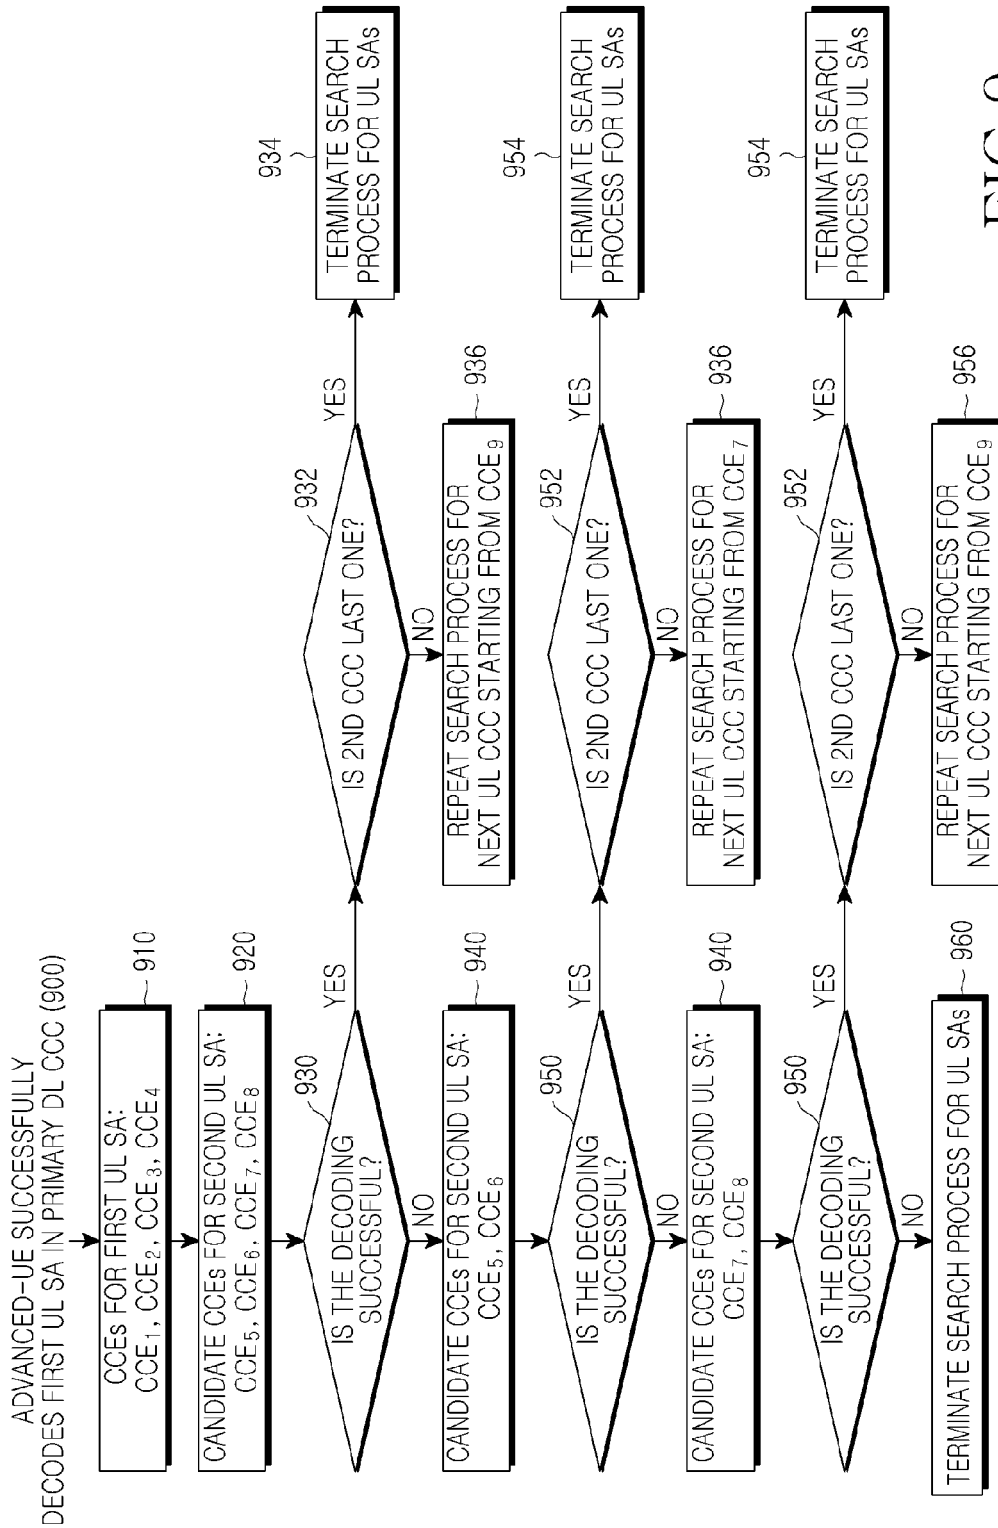 ADVANCED-UE SUCCESSFULLY
DECODES FIRST UL SA IN PRIMARY DL CCC (900)
CCEs FOR FIRST UL SA:
CCE1, CCE2, CCE3, CCE4
910
CANDIDATE CCEs FOR SECOND UL SA:
CCE5, CCE6, CCE7, CCE8
920
IS THE DECODING
SUCCESSFUL?
930
YES
NO
IS 2ND CCC LAST ONE?
932
YES
NO
TERMINATE SEARCH
PROCESS FOR UL SAs
934
REPEAT SEARCH PROCESS FOR
NEXT UL CCC STARTING FROM CCE9
936
CANDIDATE CCEs FOR SECOND UL SA:
CCE5, CCE6
940
IS THE DECODING
SUCCESSFUL?
950
YES
NO
IS 2ND CCC LAST ONE?
952
YES
NO
TERMINATE SEARCH
PROCESS FOR UL SAs
954
REPEAT SEARCH PROCESS FOR
NEXT UL CCC STARTING FROM CCE7
936
CANDIDATE CCEs FOR SECOND UL SA:
CCE7, CCE8
940
IS THE DECODING
SUCCESSFUL?
950
YES
NO
IS 2ND CCC LAST ONE?
952
YES
NO
TERMINATE SEARCH
PROCESS FOR UL SAs
954
REPEAT SEARCH PROCESS FOR
NEXT UL CCC STARTING FROM CCE9
956
TERMINATE SEARCH PROCESS FOR UL SAs
960